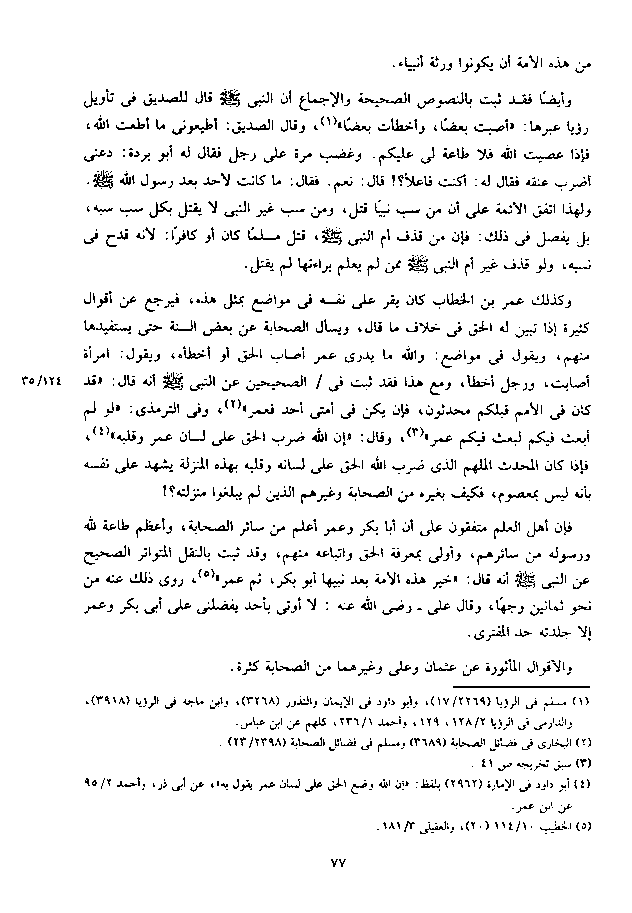 من هذه الأمة أن يكونوا ورثة أنبياء.
وأيضًا فقد ثبت بالنصوص الصحيحة والإجماع أن النبي ﷺ قال للصديق في تأويل
رؤيا عبرها: «أصبت بعضًا، وأخطأت بعضًا»(١)، وقال الصديق: أطيعوني ما أطعت الله،
فإذا عصيت الله فلا طاعة لي عليكم. وغضب مرة على رجل فقال له أبو بردة: دعني
أضرب عنقه فقال له: أكنت فاعلاً؟! قال: نعم. فقال: ما كانت لأحد بعد رسول الله ﷺ.
ولهذا اتفق الأئمة على أن من سب نبيًا قتل، ومن سب غير النبي لا يقتل بكل سب سبه،
بل يفصل في ذلك: فإن من قذف أم النبي ﷺ، قتل مسلمًا كان أو كافرًا: لأنه قدح في
نسبه، ولو قذف غير أم النبي ﷺ ممن لم يعلم براءتها لم يقتل.
وكذلك عمر بن الخطاب كان يقر على نفسه في مواضع بمثل هذه، فيرجع عن أقوال
كثيرة إذا تبين له الحق في خلاف ما قال، ويسأل الصحابة عن بعض السنة حتى يستفيدها
منهم، ويقول في مواضع: والله ما يدري عمر أصاب الحق أو أخطأه، ويقول: امرأة
أصابت، ورجل أخطأ، ومع هذا فقد ثبت في / الصحيحين عن النبي ﷺ أنه قال: «قد ٣٥/١٢٤
كان في الأمم قبلكم محدثون، فإن يكن في أمتي أحد فعمر»(٢)، وفي الترمذي: «لو لم
أبعث فيكم لبعث فيكم عمر»(٣)، وقال: «إن الله ضرب الحق على لسان عمر وقلبه»(٤)،
فإذا كان المحدث الملهم الذي ضرب الله الحق على لسانه وقلبه بهذه المنزلة يشهد على نفسه
بأنه ليس بمعصوم، فكيف بغيره من الصحابة وغيرهم الذين لم يبلغوا منزلته؟!
فإن أهل العلم متفقون على أن أبا بكر وعمر أعلم من سائر الصحابة، وأعظم طاعة لله
ورسوله من سائرهم، وأولى بمعرفة الحق واتباعه منهم، وقد ثبت بالنقل المتواتر الصحيح
عن النبي ﷺ أنه قال: «خير هذه الأمة بعد نبيها أبو بكر، ثم عمر»(٥)، روى ذلك عنه من
نحو ثمانين وجهًا، وقال علي ـ رضي الله عنه : لا أوتي بأحد يفضلني على أبي بكر وعمر
إلا جلدته حد المفتري.
والأقوال المأثورة عن عثمان وعلي وغيرهما من الصحابة كثرة.
(١) مسلم في الرؤيا (١٧/٢٢٦٩)، وأبو داود في الإيمان والنذور (٣٢٦٨)، وابن ماجه في الرؤيا (٣٩١٨)،
والدارمي في الرؤيا ١٢٨/٢، ١٢٩، وأحمد ٢٣٦/١، كلهم عن ابن عباس.
(٢) البخاري في فضائل الصحابة (٣٦٨٩) ومسلم في فضائل الصحابة (٢٣/٢٣٩٨) .
(٣) سبق تخريجه ص ٤١ .
(٤) أبو داود في الإمارة (٢٩٦٢) بلفظ: «إن الله وضع الحق على لسان عمر يقول به»، عن أبي ذر، وأحمد ٩٥/٢
عن ابن عمر.
(٥) الخطيب ١١٤/١٠ (٢٠)، والعقيلي ١٨١/٣.
٧٧